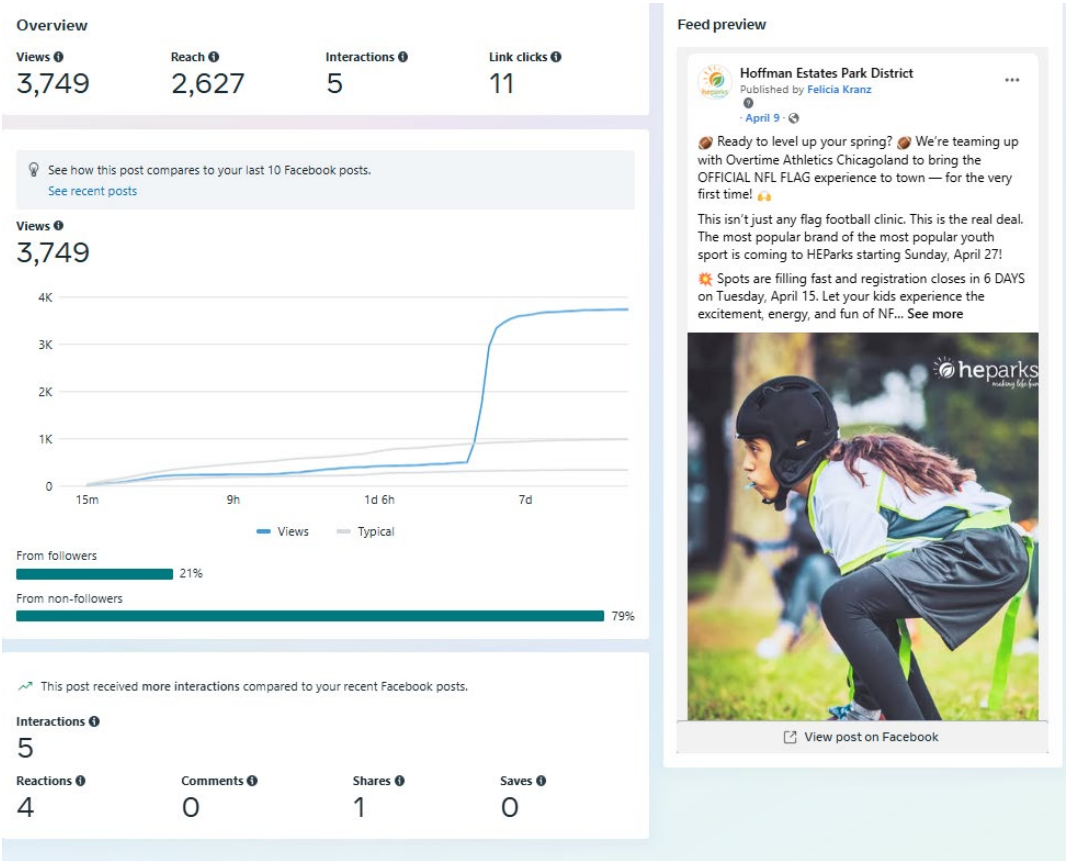 Overview
Views
Reach
Interactions
Link clicks
3,749
2,627
5
11
See how this post compares to your last 10 Facebook posts.
See recent posts
Views
3,749
4K
3K
2K
1K
0
15m
9h
1d 6h
7d
Views
Typical
From followers
21%
From non-followers
79%
This post received more interactions compared to your recent Facebook posts.
Interactions
5
Reactions
Comments
Shares
Saves
4
0
1
0
Feed preview
heparks
Hoffman Estates Park District
Published by Felicia Kranz
· April 9 ·
🏈 Ready to level up your spring? 🏈 We're teaming up
with Overtime Athletics Chicagoland to bring the
OFFICIAL NFL FLAG experience to town — for the very
first time! 🙌
This isn't just any flag football clinic. This is the real deal.
The most popular brand of the most popular youth
sport is coming to HEParks starting Sunday, April 27!
💥 Spots are filling fast and registration closes in 6 DAYS
on Tuesday, April 15. Let your kids experience the
excitement, energy, and fun of NF... See more
heparks
making life fun
View post on Facebook